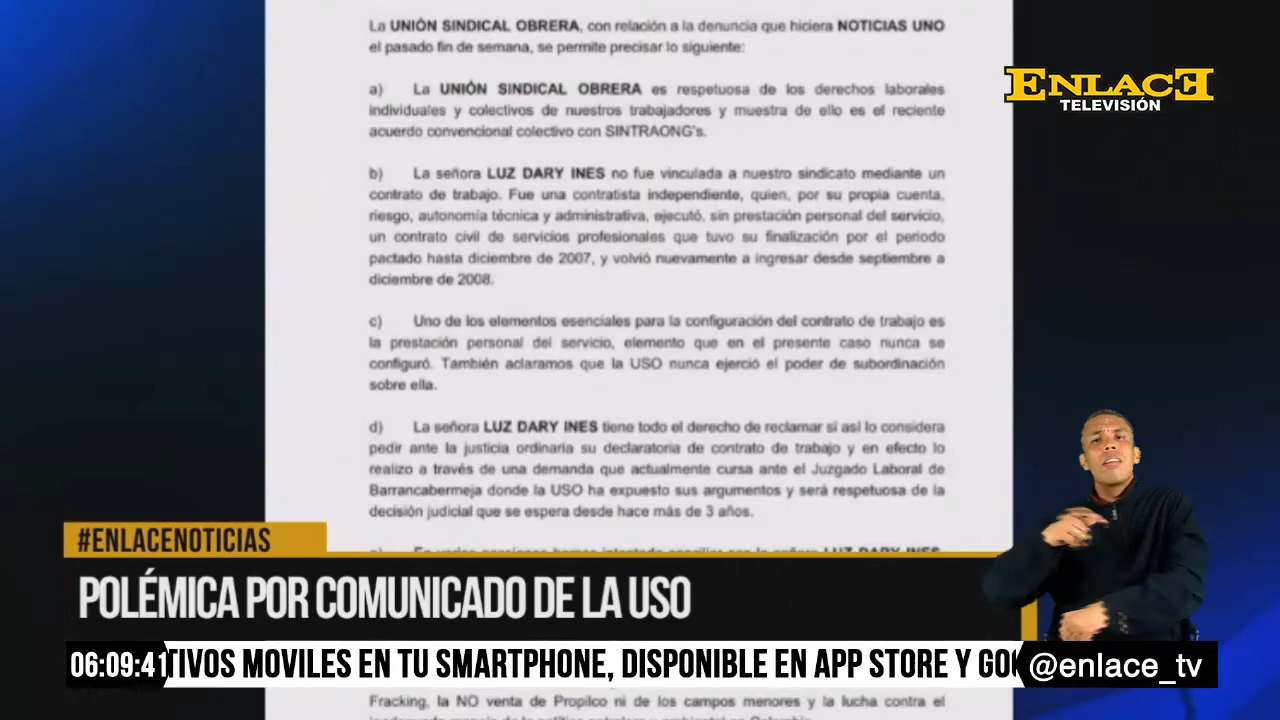 La UNIÓN SINDICAL OBRERA, con relación a la denuncia que hiciera NOTICIAS UNO
el pasado fin de semana, se permite precisar lo siguiente:
a) La UNIÓN SINDICAL OBRERA es respetuosa de los derechos laborales
individuales y colectivos de nuestros trabajadores y muestra de ello es el reciente
acuerdo convencional colectivo con SINTRAONG's.
b) La señora LUZ DARY INES no fue vinculada a nuestro sindicato mediante un
contrato de trabajo. Fue una contratista independiente, quien, por su propia cuenta,
riesgo, autonomía técnica y administrativa, ejecutó, sin prestación personal del servicio,
un contrato civil de servicios profesionales que tuvo su finalización por el periodo
pactado hasta diciembre de 2007, y volvió nuevamente a ingresar desde septiembre a
diciembre de 2008.
c) Uno de los elementos esenciales para la configuración del contrato de trabajo es
la prestación personal del servicio, elemento que en el presente caso nunca se
configuró. También aclaramos que la USO nunca ejerció el poder de subordinación
sobre ella.
d) La señora LUZ DARY INES tiene todo el derecho de reclamar si así lo considera
pedir ante la justicia ordinaria su declaratoria de contrato de trabajo y en efecto lo
realizo a través de una demanda que actualmente cursa ante el Juzgado Laboral de
Barrancabermeja donde la USO ha expuesto sus argumentos y será respetuosa de la
decisión judicial que se espera desde hace más de 3 años.
ENLACE
TELEVISIÓN
#ENLACENOTICIAS
POLÉMICA POR COMUNICADO DE LA USO
06:09:41 TIVOS MOVILES EN TU SMARTPHONE, DISPONIBLE EN APP STORE Y GO
@enlace_tv
Fracking, la NO venta de Propilco ni de los campos menores y la lucha contra el